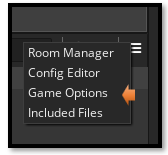 Room Manager
Config Editor
Game Options
Included Files